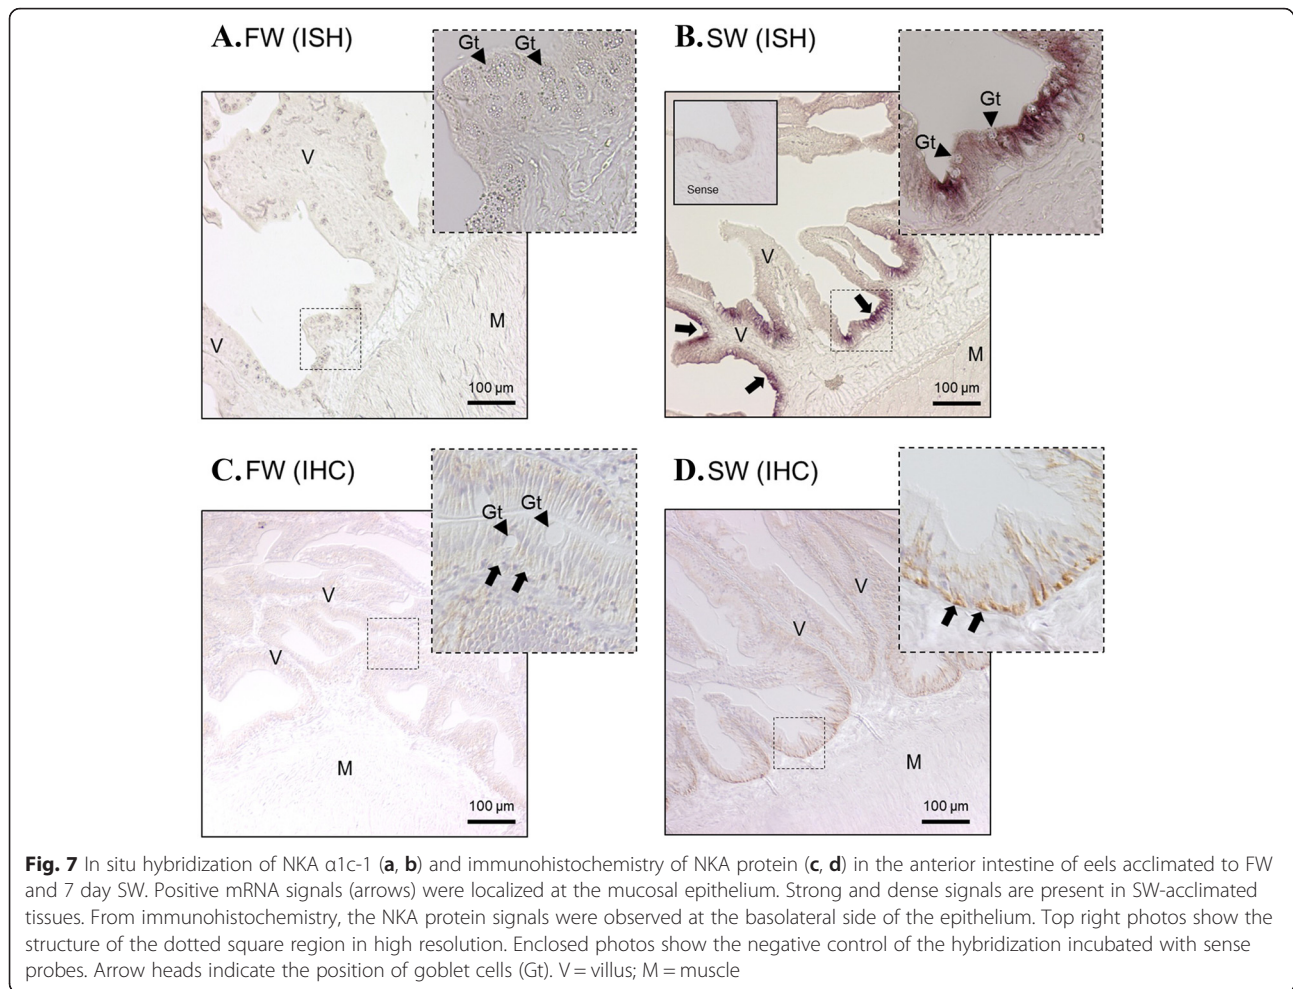 A. FW (ISH)
Gt Gt
V
V
M
100 µm
B. SW (ISH)
Sense
Gt
Gt
V
V
M
100 µm
C. FW (IHC)
Gt
Gt
V
V
M
100 µm
D. SW (IHC)
V
V
M
100 µm
Fig. 7 In situ hybridization of NKA α1c-1 (a, b) and immunohistochemistry of NKA protein (c, d) in the anterior intestine of eels acclimated to FW
and 7 day SW. Positive mRNA signals (arrows) were localized at the mucosal epithelium. Strong and dense signals are present in SW-acclimated
tissues. From immunohistochemistry, the NKA protein signals were observed at the basolateral side of the epithelium. Top right photos show the
structure of the dotted square region in high resolution. Enclosed photos show the negative control of the hybridization incubated with sense
probes. Arrow heads indicate the position of goblet cells (Gt). V = villus; M = muscle